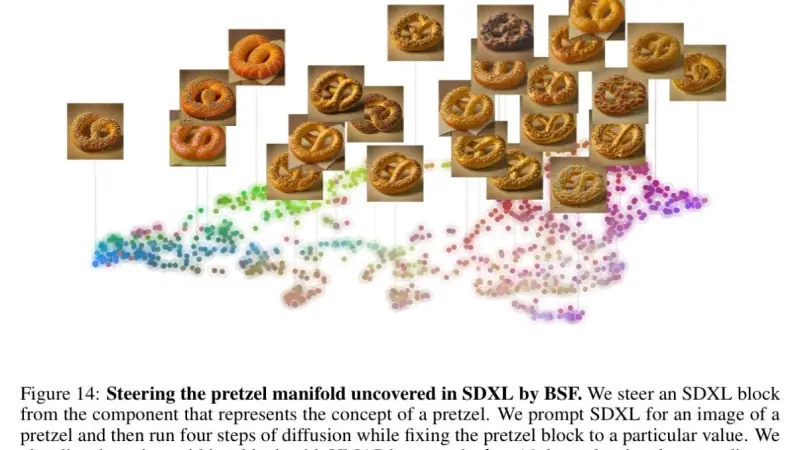 Figure 14: Steering the pretzel manifold uncovered in SDXL by BSF. We steer an SDXL block
from the component that represents the concept of a pretzel. We prompt SDXL for an image of a
pretzel and then run four steps of diffusion while fixing the pretzel block to a particular value. We